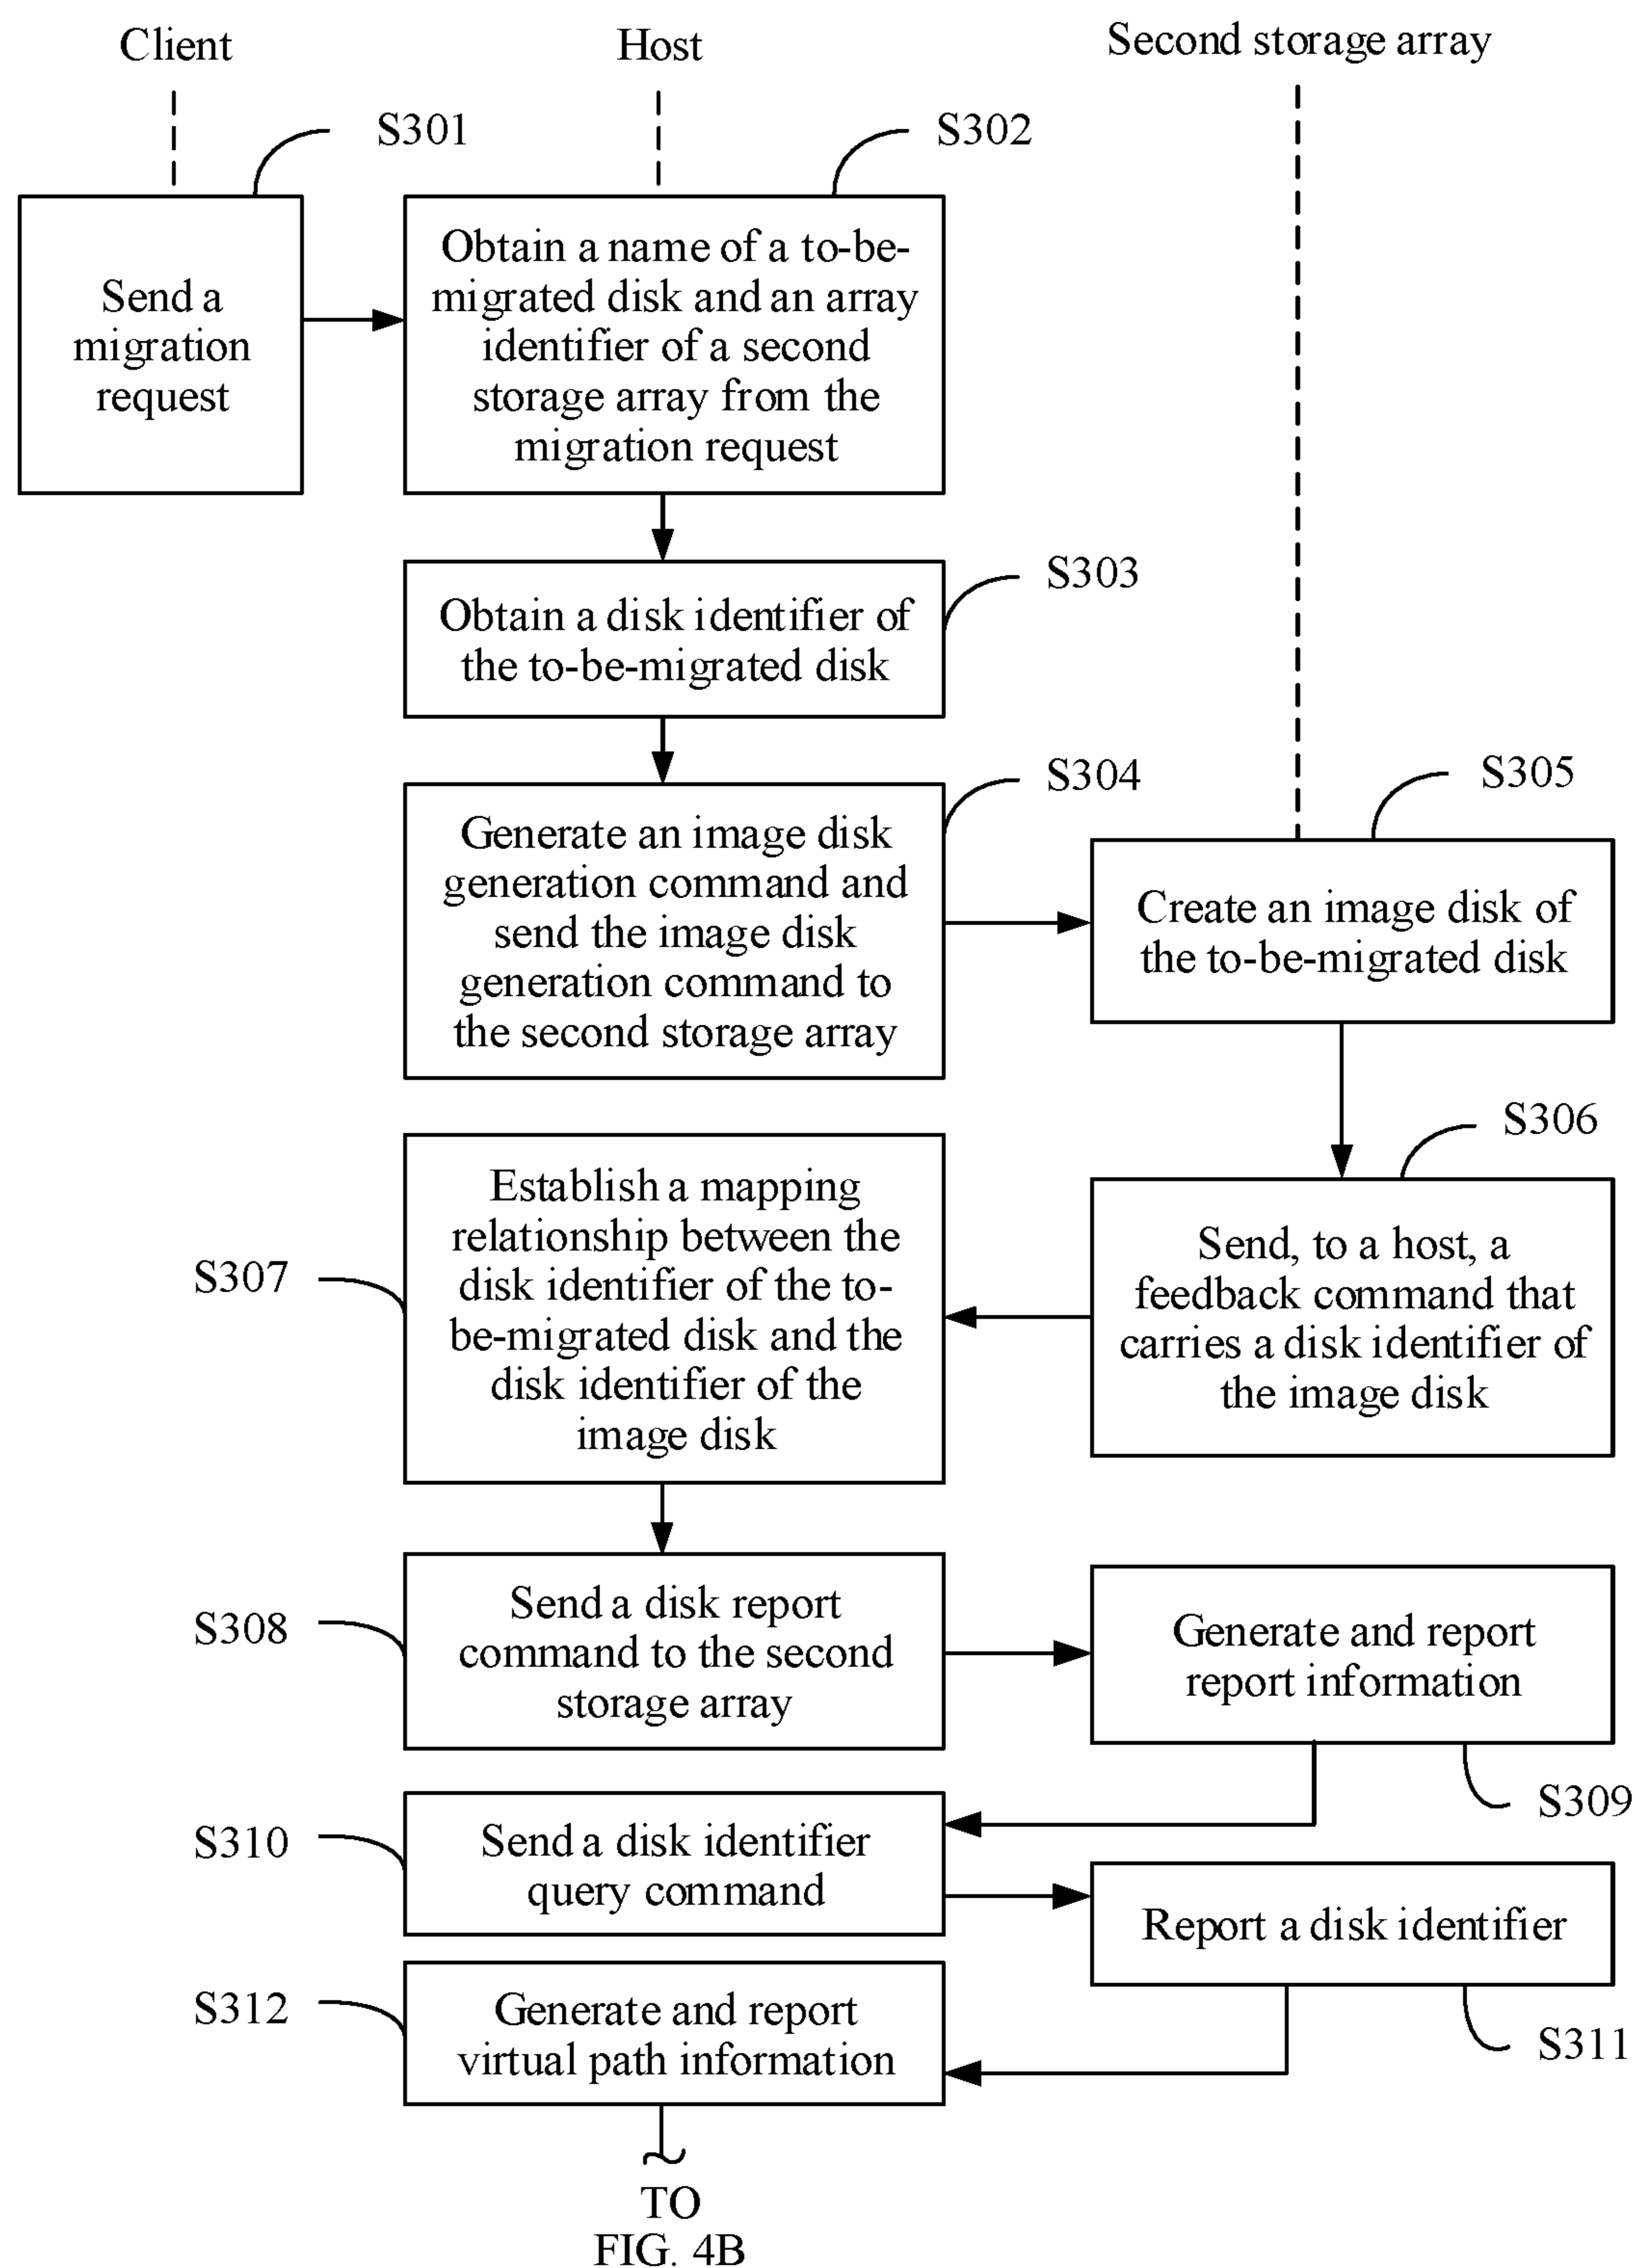 Client
Host
Second storage array
S301
S302
Send a
migration
request
Obtain a name of a to-be-
migrated disk and an array
identifier of a second
storage array from the
migration request
S303
Obtain a disk identifier of
the to-be-migrated disk
S304
Generate an image disk
generation command and
send the image disk
generation command to
the second storage array
S305
Create an image disk of
the to-be-migrated disk
S306
Send, to a host, a
feedback command that
carries a disk identifier of
the image disk
S307
Establish a mapping
relationship between the
disk identifier of the to-
be-migrated disk and the
disk identifier of the
image disk
S308
Send a disk report
command to the second
storage array
Generate and report
report information
S309
S310
Send a disk identifier
query command
Report a disk identifier
S311
S312
Generate and report
virtual path information
TO
FIG. 4B